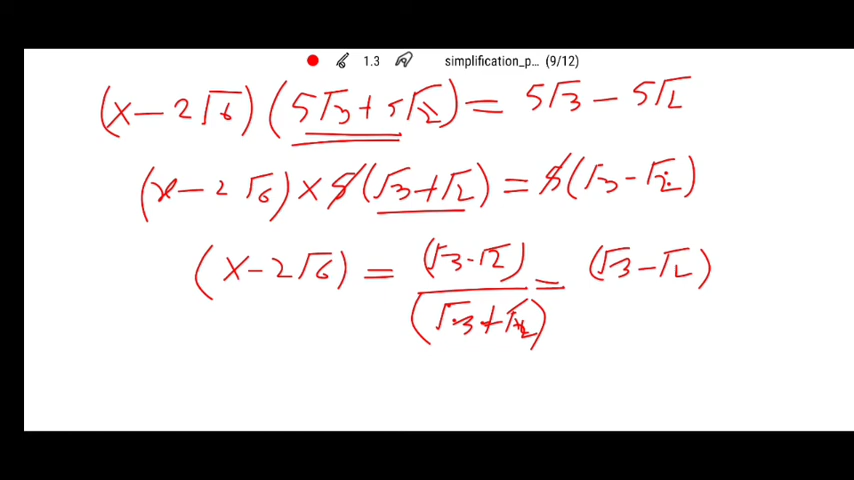 1.3 simplification_p... (9/12)
(x - 2√6) (5√3 + 5√2) = 5√3 - 5√2
(x - 2√6) × 5(√3 + √2) = 5(√3 - √2)
(x - 2√6) = (√3 - √2) / (√3 + √2) = (√3 - √2)